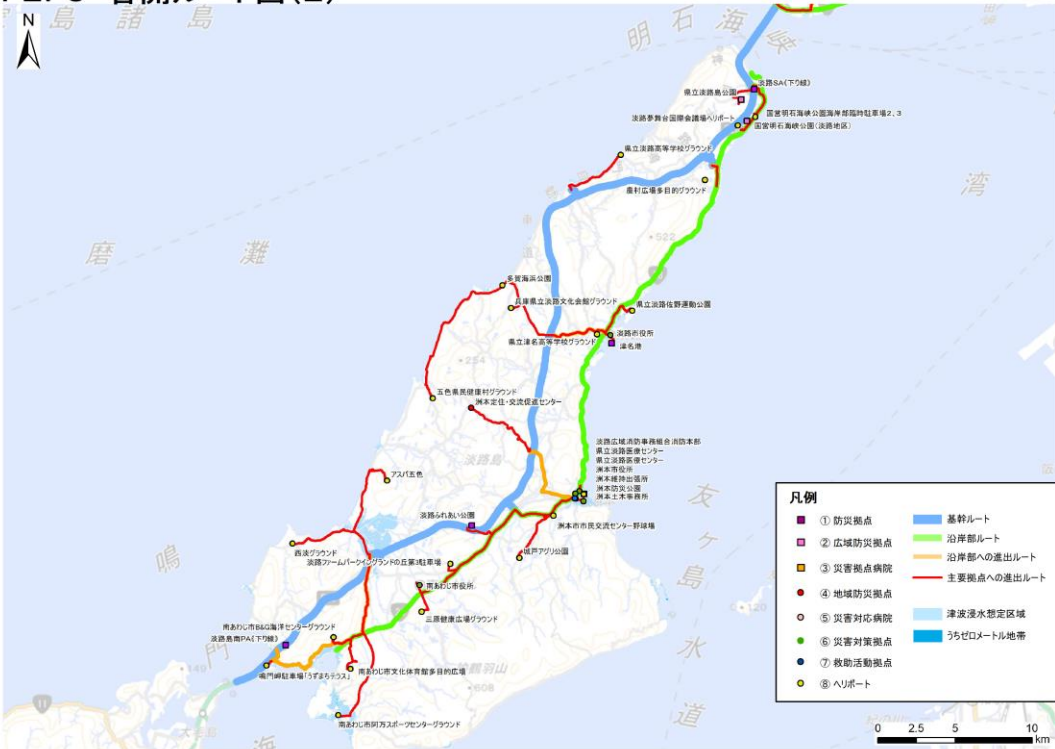 啓開ルート図(2)
N
諸島
明石海峡
淡路SA(下り線)
県立淡路島公園
国営明石海峡公園海岸部臨時駐車場2、3
淡路夢舞台国際会議場ヘリポート
国営明石海峡公園(淡路地区)
県立淡路高等学校グラウンド
農村広場多目的グラウンド
湾
・522
磨灘
多賀海浜公園
兵庫県立淡路文化会館グラウンド
県立淡路佐野運動公園
淡路市役所
県立津名高等学校グラウンド
津名港
・254
五色県民健康村グラウンド
洲本定住・交流促進センター
淡路広域消防事務組合消防本部
県立淡路医療センター
県立淡路医療センター
洲本市役所
洲本維持出張所
洲本防災公園
洲本土木事務所
淡路島
アスパ五色
淡路ふれあい公園
洲本市市民交流センター野球場
友ヶ島水道
西淡グラウンド
淡路ファームパークイングランドの丘第3駐車場
城戸アグリ公園
鳴門海
南あわじ市役所
三原健康広場グラウンド
・120
南あわじ市B&G海洋センターグラウンド
淡路島南PA(下り線)
鳴門岬駐車場「うずまちテラス」
南あわじ市文化体育館多目的広場
・608
南あわじ市阿万スポーツセンターグラウンド
大毛島
11
凡例
① 防災拠点
② 広域防災拠点
③ 災害拠点病院
④ 地域防災拠点
⑤ 災害対応病院
⑥ 災害対策拠点
⑦ 救助活動拠点
⑧ ヘリポート
基幹ルート
沿岸部ルート
沿岸部への進出ルート
主要拠点への進出ルート
津波浸水想定区域
うちゼロメートル地帯
0 2.5 5 10
km